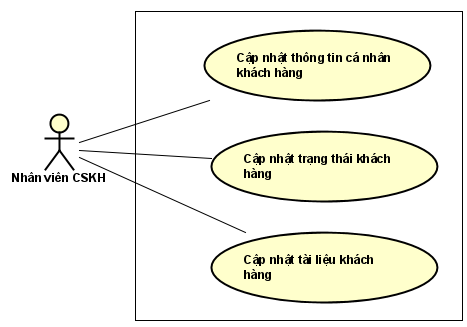 Cập nhật thông tin cá nhân
khách hàng
Cập nhật trạng thái khách
hàng
Nhân viên CSKH
Cập nhật tài liệu khách
hàng